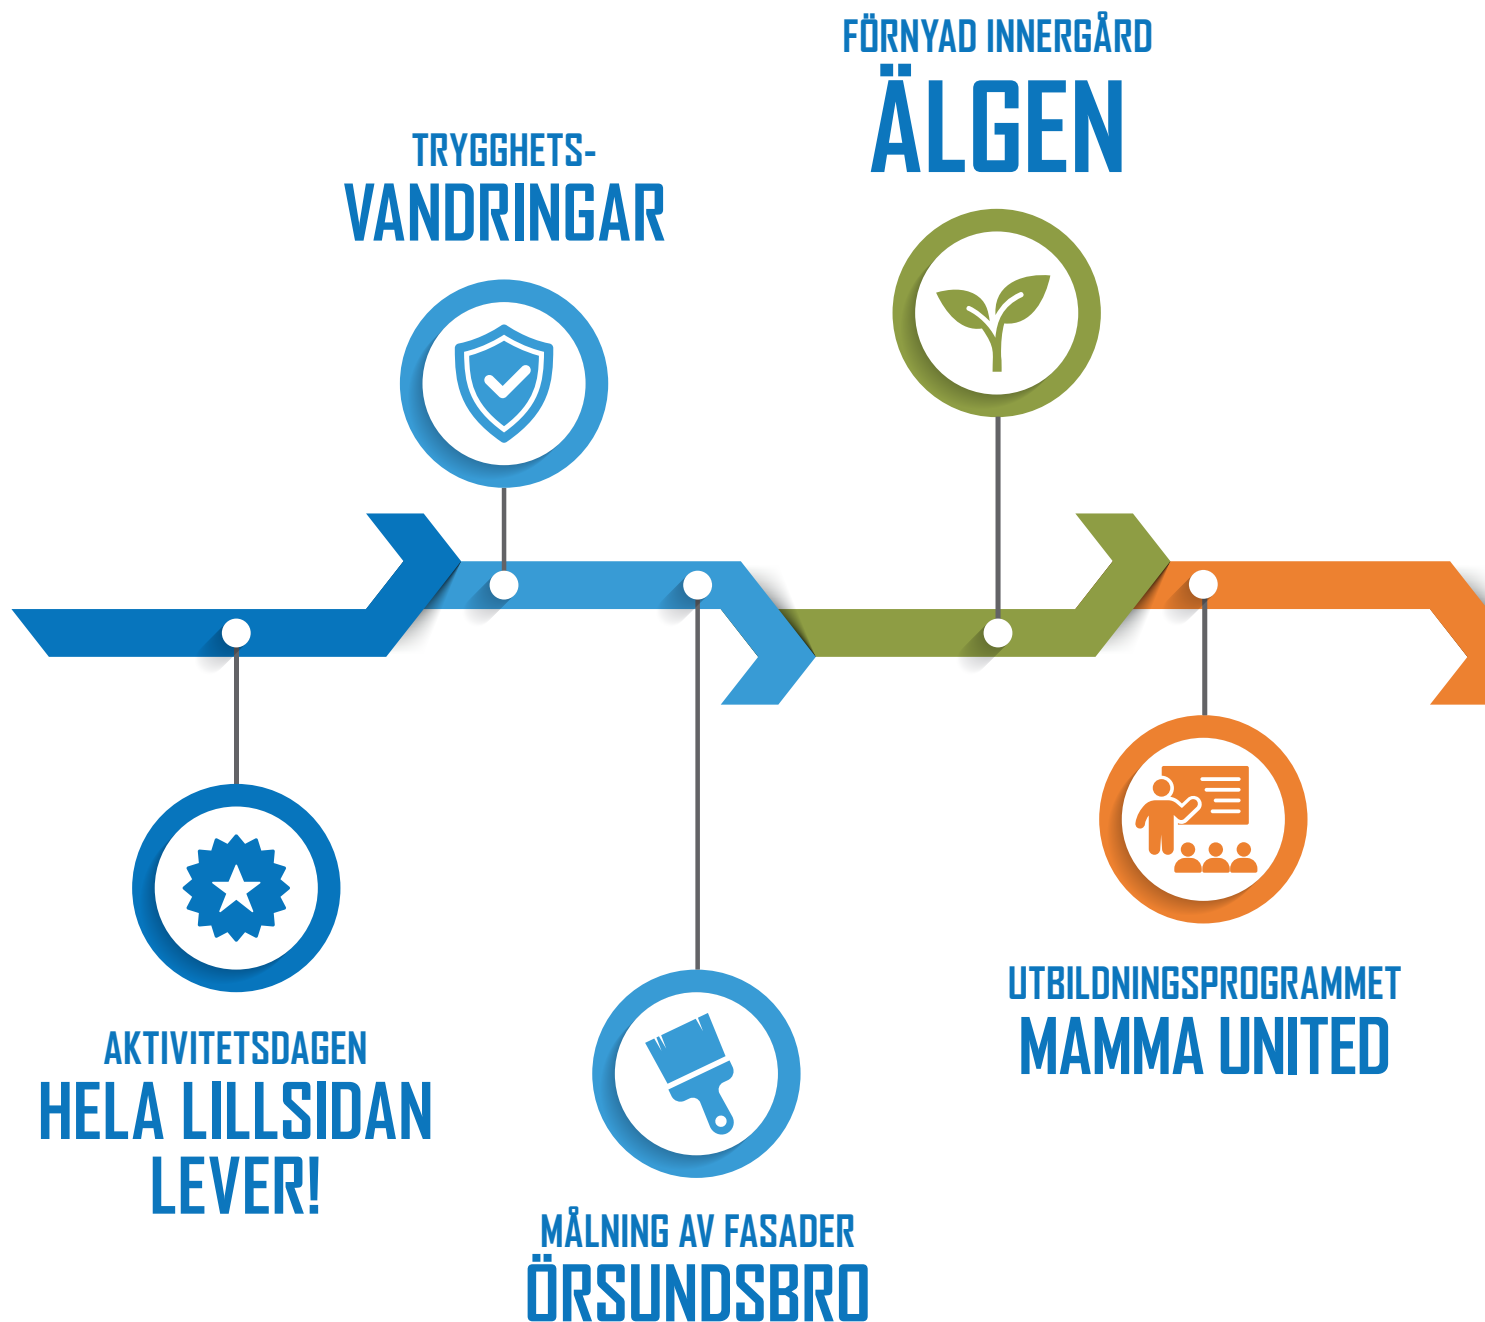 FÖRNYAD INNERGÅRD
ÄLGEN
TRYGGHETS-
VANDRINGAR
UTBILDNINGSPROGRAMMET
MAMMA UNITED
AKTIVITETSDAGEN
HELA LILLSIDAN
LEVER!
MÅLNING AV FASADER
ÖRSUNDSBRO